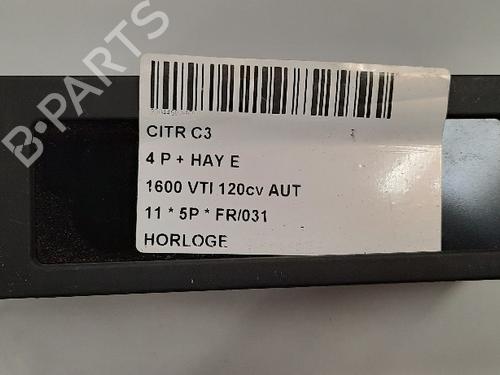 B-PARTS
CITR C3
4 P + HAY E
1600 VTI 120cv AUT
11 * 5P * FR/031
HORLOGE